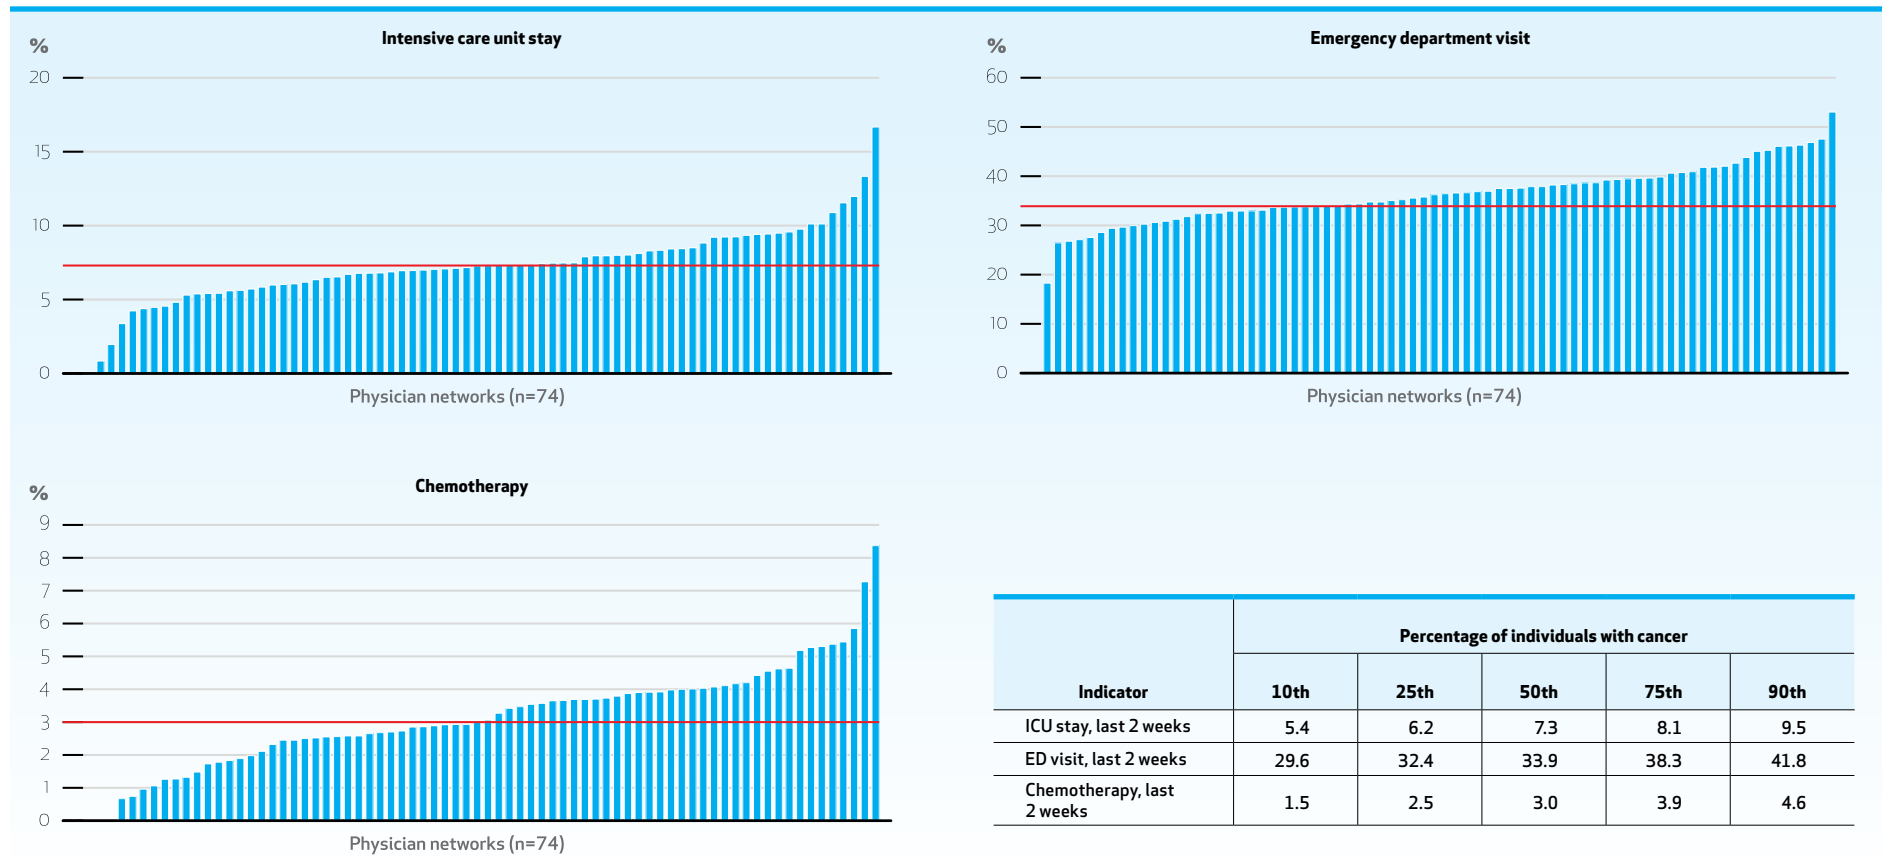 Intensive care unit stay
%
20
15
10
5
0
Physician networks (n=74)
Emergency department visit
%
60
50
40
30
20
10
0
Physician networks (n=74)
Chemotherapy
%
9
8
7
6
5
4
3
2
1
0
Physician networks (n=74)
Percentage of individuals with cancer
Indicator 10th 25th 50th 75th 90th
ICU stay, last 2 weeks 5.4 6.2 7.3 8.1 9.5
ED visit, last 2 weeks 29.6 32.4 33.9 38.3 41.8
Chemotherapy, last
2 weeks 1.5 2.5 3.0 3.9 4.6